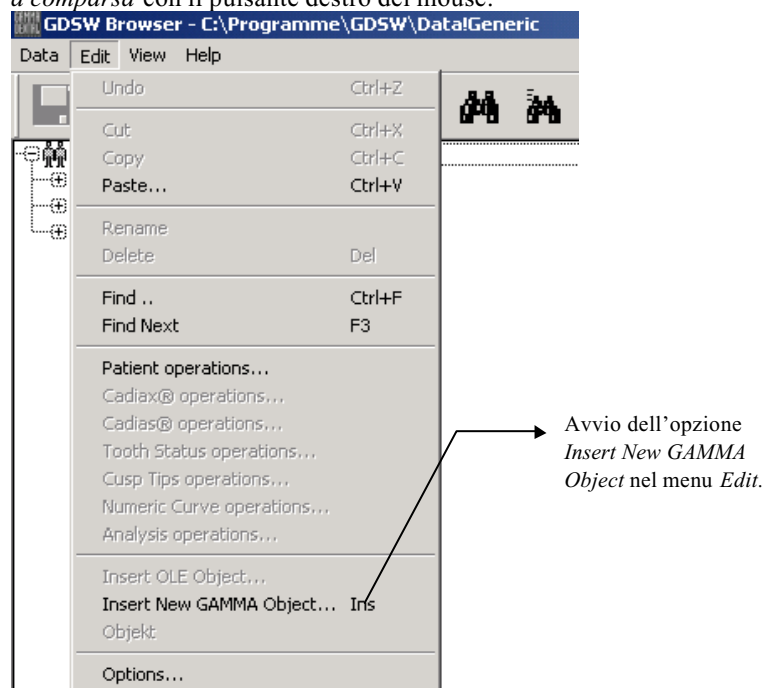 a comparsa con il pulsante destro del mouse.
GAMMA DENTAL GDSW Browser - C:\Programme\GDSW\Data!Generic
Data Edit View Help
Undo Ctrl+Z
Cut Ctrl+X
Copy Ctrl+C
Paste... Ctrl+V
Rename
Delete Del
Find .. Ctrl+F
Find Next F3
Patient operations...
Cadiax® operations...
Cadias® operations...
Tooth Status operations...
Cusp Tips operations...
Numeric Curve operations...
Analysis operations...
Insert OLE Object...
Insert New GAMMA Object... Ins
Objekt
Options...
Avvio dell'opzione
Insert New GAMMA
Object nel menu Edit.